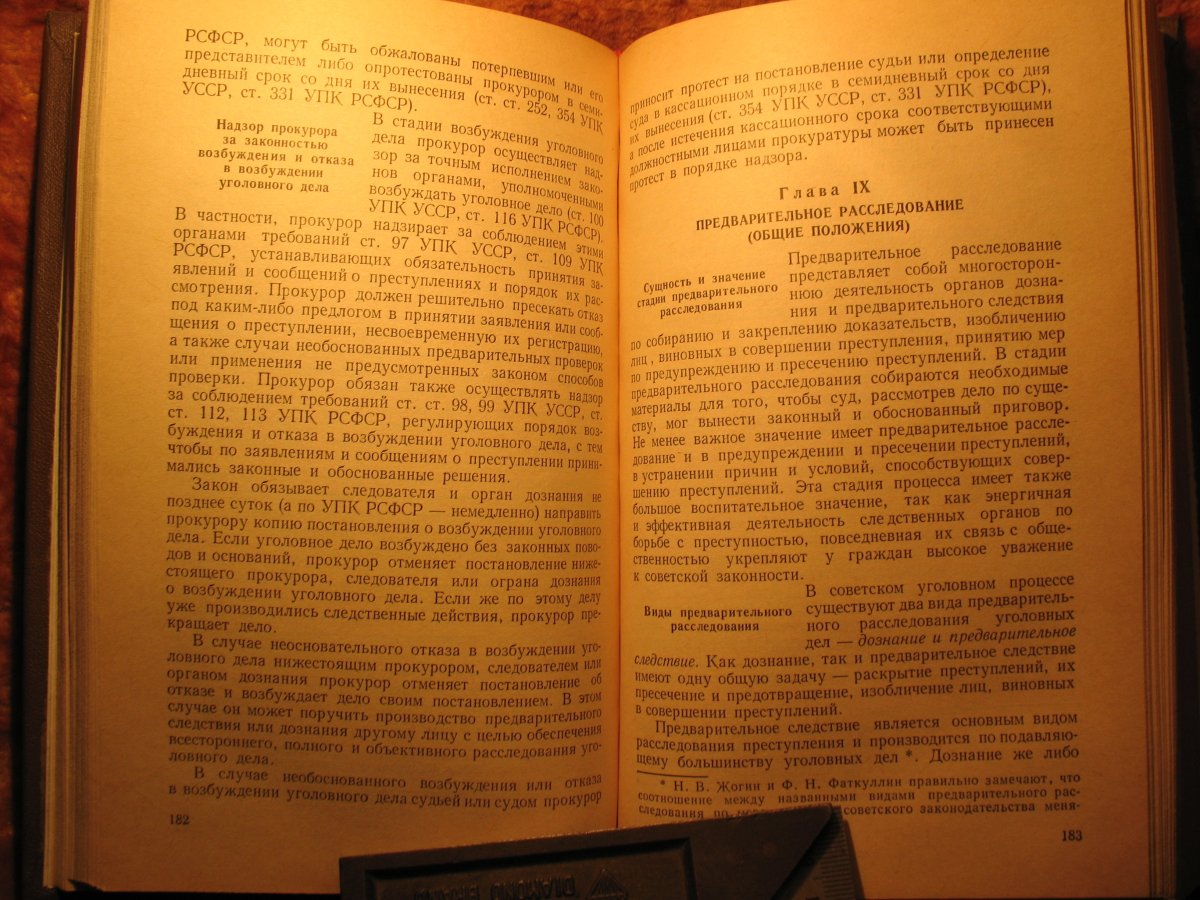 РСФСР, могут быть обжалованы потерпевшим или его
представителем либо опротестованы прокурором в семи-
дневный срок со дня их вынесения (ст. ст. 252, 354 УПК
УССР, ст. 331 УПК РСФСР).
Надзор прокурора
за законностью
возбуждения и отказа
в возбуждении
уголовного дела
В стадии возбуждения уголовного
дела прокурор осуществляет над-
зор за точным исполнением зако-
нов органами, уполномоченными
возбуждать уголовное дело (ст. 100
УПК УССР, ст. 116 УПК РСФСР).
В частности, прокурор надзирает за соблюдением этими
органами требований ст. 97 УПК УССР, ст. 109 УПК
РСФСР, устанавливающих обязательность принятия за-
явлений и сообщений о преступлениях и порядок их рас-
смотрения. Прокурор должен решительно пресекать отказ
под каким-либо предлогом в принятии заявления или сооб-
щения о преступлении, несвоевременную их регистрацию,
а также случаи необоснованных предварительных проверок
или применения не предусмотренных законом способов
проверки. Прокурор обязан также осуществлять надзор
за соблюдением требований ст. ст. 98, 99 УПК УССР, ст.
ст. 112, 113 УПК РСФСР, регулирующих порядок воз-
буждения и отказа в возбуждении уголовного дела, с тем
чтобы по заявлениям и сообщениям о преступлении прини-
мались законные и обоснованные решения.
Закон обязывает следователя и орган дознания не
позднее суток (а по УПК РСФСР — немедленно) направить
прокурору копию постановления о возбуждении уголовного
дела. Если уголовное дело возбуждено без законных пово-
дов и оснований, прокурор отменяет постановление ниже-
стоящего прокурора, следователя или ограна дознания
о возбуждении уголовного дела. Если же по этому делу
уже производились следственные действия, прокурор пре-
кращает дело.
В случае неосновательного отказа в возбуждении уго-
ловного дела нижестоящим прокурором, следователем или
органом дознания прокурор отменяет постановление об
отказе и возбуждает дело своим постановлением. В этом
случае он может поручить производство предварительного
следствия или дознания другому лицу с целью обеспечения
всестороннего, полного и объективного расследования уго-
ловного дела.
В случае необоснованного возбуждения или отказа
в возбуждении уголовного дела судьей или судом прокурор
182
приносит протест на постановление судьи или определение
суда в кассационном порядке в семидневный срок со дня
их вынесения (ст. 354 УПК УССР, ст. 331 УПК РСФСР),
а после истечения кассационного срока соответствующими
должностными лицами прокуратуры может быть принесен
протест в порядке надзора.
Глава IX
ПРЕДВАРИТЕЛЬНОЕ РАССЛЕДОВАНИЕ
(ОБЩИЕ ПОЛОЖЕНИЯ)
Сущность и значение
стадии предварительного
расследования
Предварительное расследование
представляет собой многосторон-
нюю деятельность органов дозна-
ния и предварительного следствия
по собиранию и закреплению доказательств, изобличению
лиц, виновных в совершении преступления, принятию мер
по предупреждению и пресечению преступлений. В стадии
предварительного расследования собираются необходимые
материалы для того, чтобы суд, рассмотрев дело по суще-
ству, мог вынести законный и обоснованный приговор.
Не менее важное значение имеет предварительное рассле-
дование и в предупреждении и пресечении преступлений,
в устранении причин и условий, способствующих совер-
шению преступлений. Эта стадия процесса имеет также
большое воспитательное значение, так как энергичная
и эффективная деятельность следственных органов по
борьбе с преступностью, повседневная их связь с обще-
ственностью укрепляют у граждан высокое уважение
к советской законности.
Виды предварительного
расследования
В советском уголовном процессе
существуют два вида предваритель-
ного расследования уголовных
дел — дознание и предварительное
следствие. Как дознание, так и предварительное следствие
имеют одну общую задачу — раскрытие преступлений, их
пресечение и предотвращение, изобличение лиц, виновных
в совершении преступлений.
Предварительное следствие является основным видом
расследования преступления и производится по подавляю-
щему большинству уголовных дел *. Дознание же либо
* Н. В. Жогин и Ф. Н. Фаткуллин правильно замечают, что
соотношение между названными видами предварительного рас-
следования по советского законодательства меня-
183
DIAMOND